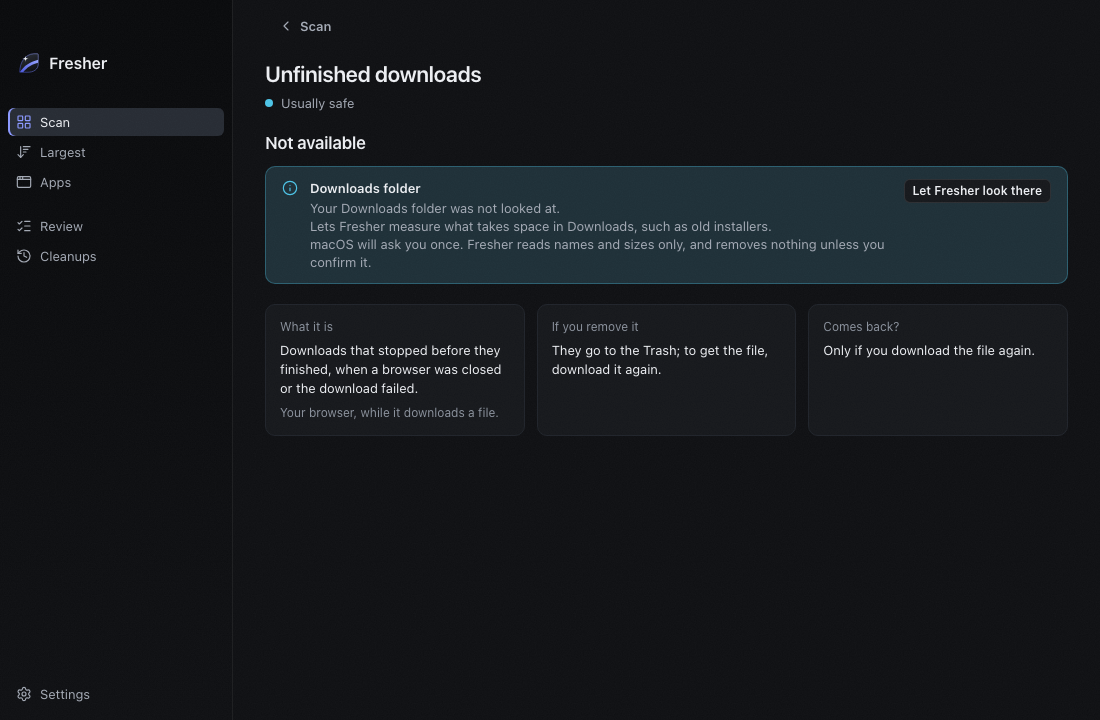 Scan
Fresher
Unfinished downloads
Usually safe
Scan
Largest
Apps
Review
Cleanups
Settings
Not available
Downloads folder
Let Fresher look there
Your Downloads folder was not looked at.
Lets Fresher measure what takes space in Downloads, such as old installers.
macOS will ask you once. Fresher reads names and sizes only, and removes nothing unless you
confirm it.
What it is
Downloads that stopped before they
finished, when a browser was closed
or the download failed.
Your browser, while it downloads a file.
If you remove it
They go to the Trash; to get the file,
download it again.
Comes back?
Only if you download the file again.